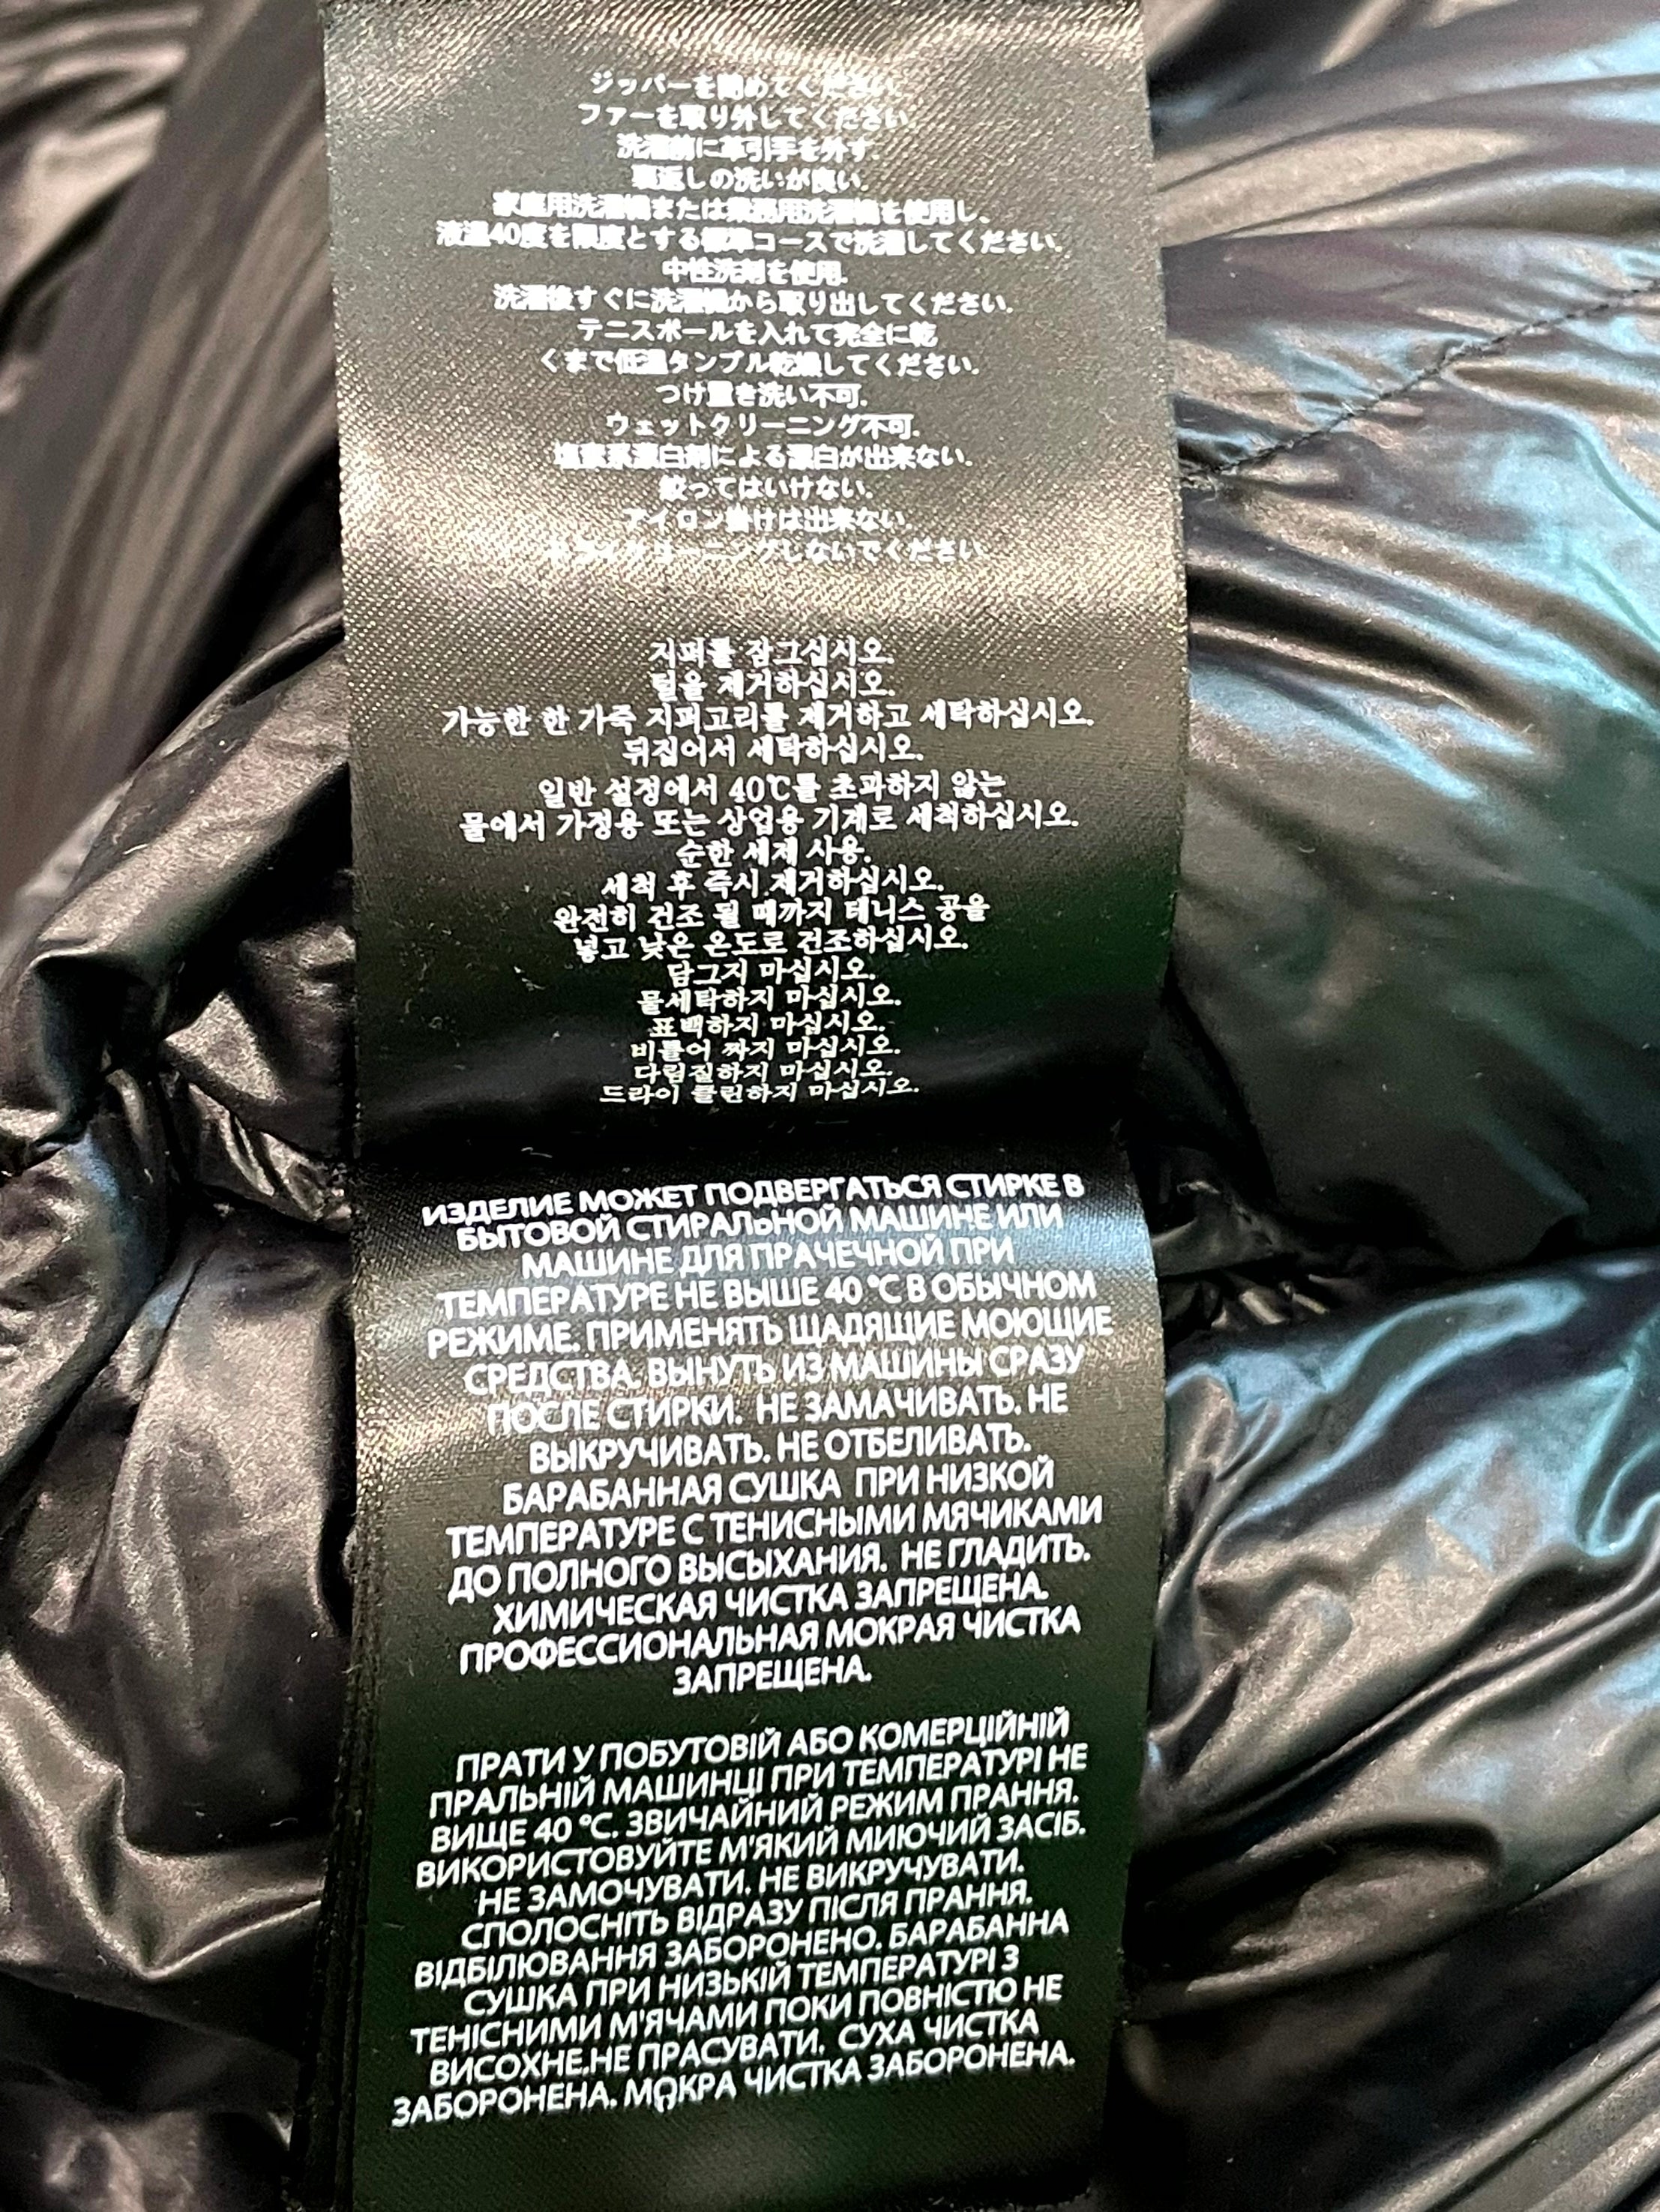 ジッパーを閉めてください.
ファーを取り外してください.
洗濯前に革引手を外す.
裏返しの洗いが良い.
家庭用洗濯機または業務用洗濯機を使用し、
液温40度を限度とする標準コースで洗濯してください.
中性洗剤を使用.
洗濯後すぐに洗濯機から取り出してください.
テニスボールを入れて完全に乾
くまで低温タンブル乾燥してください.
つけ置き洗い不可.
ウェットクリーニング不可.
塩素系漂白剤による漂白が出来ない.
絞ってはいけない.
アイロン掛けは出来ない.
ドライクリーニングしないでください.
지퍼를 잠그십시오.
털을 제거하십시오.
가능한 한 가죽 지퍼고리를 제거하고 세탁하십시오.
뒤집어서 세탁하십시오.
일반 설정에서 40℃를 초과하지 않는
물에서 가정용 또는 상업용 기계로 세척하십시오.
순한 세제 사용.
세척 후 즉시 제거하십시오.
완전히 건조 될 때까지 테니스 공을
넣고 낮은 온도로 건조하십시오.
담그지 마십시오.
물세탁하지 마십시오.
표백하지 마십시오.
비틀어 짜지 마십시오.
다림질하지 마십시오.
드라이 클린하지 마십시오.
ИЗДЕЛИЕ МОЖЕТ ПОДВЕРГАТЬСЯ СТИРКЕ В
БЫТОВОЙ СТИРАЛЬНОЙ МАШИНЕ ИЛИ
МАШИНЕ ДЛЯ ПРАЧЕЧНОЙ ПРИ
ТЕМПЕРАТУРЕ НЕ ВЫШЕ 40 °C В ОБЫЧНОМ
РЕЖИМЕ. ПРИМЕНЯТЬ ЩАДЯЩИЕ МОЮЩИЕ
СРЕДСТВА. ВЫНУТЬ ИЗ МАШИНЫ СРАЗУ
ПОСЛЕ СТИРКИ. НЕ ЗАМАЧИВАТЬ. НЕ
ВЫКРУЧИВАТЬ. НЕ ОТБЕЛИВАТЬ.
БАРАБАННАЯ СУШКА ПРИ НИЗКОЙ
ТЕМПЕРАТУРЕ С ТЕНИСНЫМИ МЯЧИКАМИ
ДО ПОЛНОГО ВЫСЫХАНИЯ. НЕ ГЛАДИТЬ.
ХИМИЧЕСКАЯ ЧИСТКА ЗАПРЕЩЕНА.
ПРОФЕССИОНАЛЬНАЯ МОКРАЯ ЧИСТКА
ЗАПРЕЩЕНА.
ПРАТИ У ПОБУТОВІЙ АБО КОМЕРЦІЙНІЙ
ПРАЛЬНІЙ МАШИНЦІ ПРИ ТЕМПЕРАТУРІ НЕ
ВИЩЕ 40 °C. ЗВИЧАЙНИЙ РЕЖИМ ПРАННЯ.
ВИКОРИСТОВУЙТЕ М'ЯКИЙ МИЮЧИЙ ЗАСІБ.
НЕ ЗАМОЧУВАТИ. НЕ ВИКРУЧУВАТИ.
СПОЛОСНІТЬ ВІДРАЗУ ПІСЛЯ ПРАННЯ.
ВІДБІЛЮВАННЯ ЗАБОРОНЕНО. БАРАБАННА
СУШКА ПРИ НИЗЬКІЙ ТЕМПЕРАТУРІ З
ТЕНІСНИМИ М'ЯЧАМИ ПОКИ ПОВНІСТЮ НЕ
ВИСОХНЕ.НЕ ПРАСУВАТИ. СУХА ЧИСТКА
ЗАБОРОНЕНА. МОКРА ЧИСТКА ЗАБОРОНЕНА.